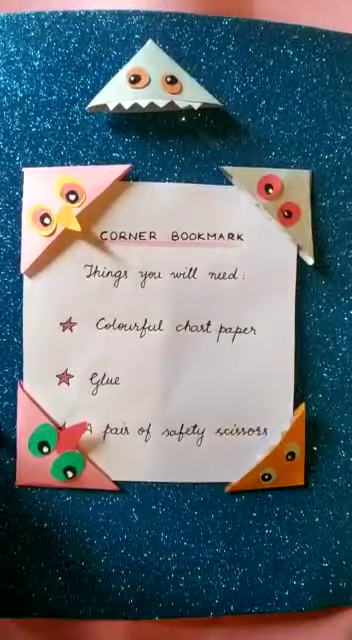 CORNER BOOKMARK
Things you will need:
Colourful chart paper
Glue
A pair of safety scissors